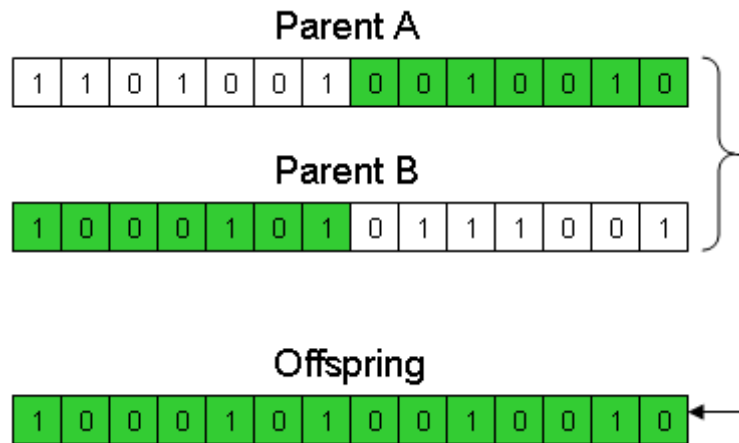 Parent A
1 1 0 1 0 0 1 0 0 1 0 0 1 0
Parent B
1 0 0 0 1 0 1 0 1 1 1 0 0 1
Offspring
1 0 0 0 1 0 1 0 0 1 0 0 1 0